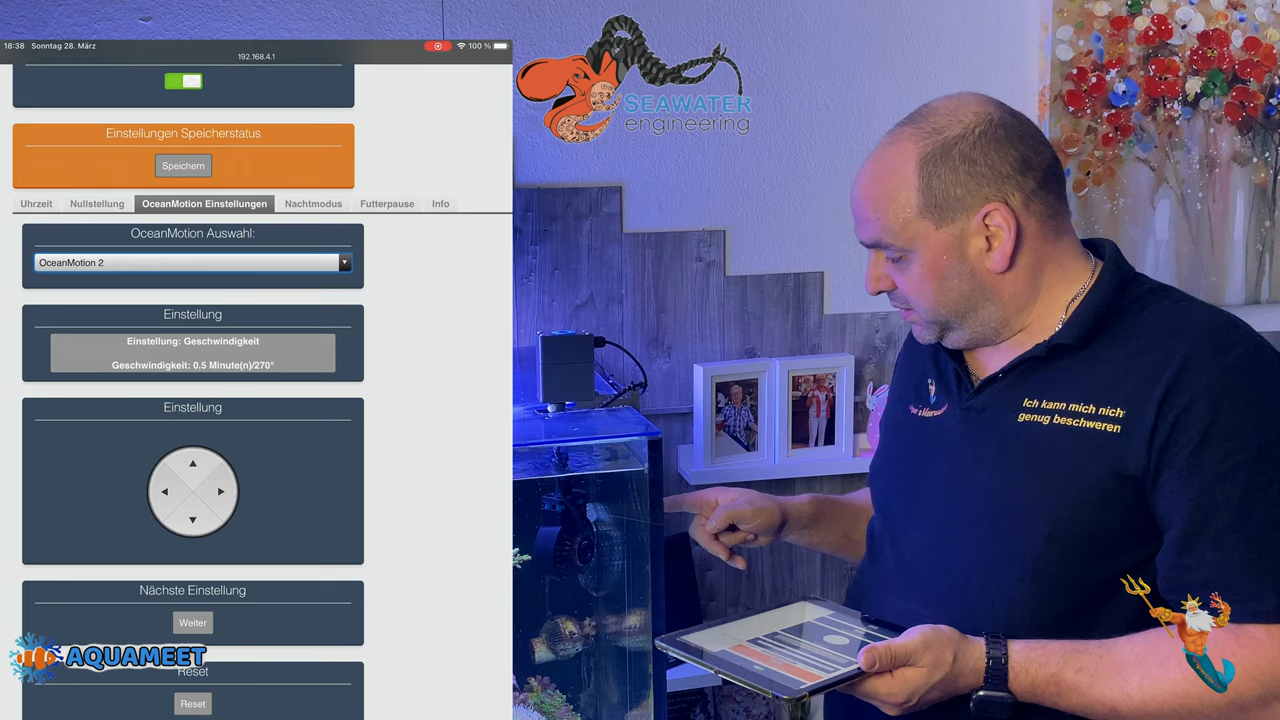 18:38 Sonntag 28. März
100 %
192.168.4.1
Einstellungen Speicherstatus
Speichern
Uhrzeit Nullstellung OceanMotion Einstellungen Nachtmodus Futterpause Info
OceanMotion Auswahl:
OceanMotion 2
Einstellung
Einstellung: Geschwindigkeit
Geschwindigkeit: 0.5 Minute(n)/270°
Einstellung
Nächste Einstellung
Weiter
Reset
Reset
AQUAMEET
SEAWATER
engineering
Ich kann mich nich
genug beschweren